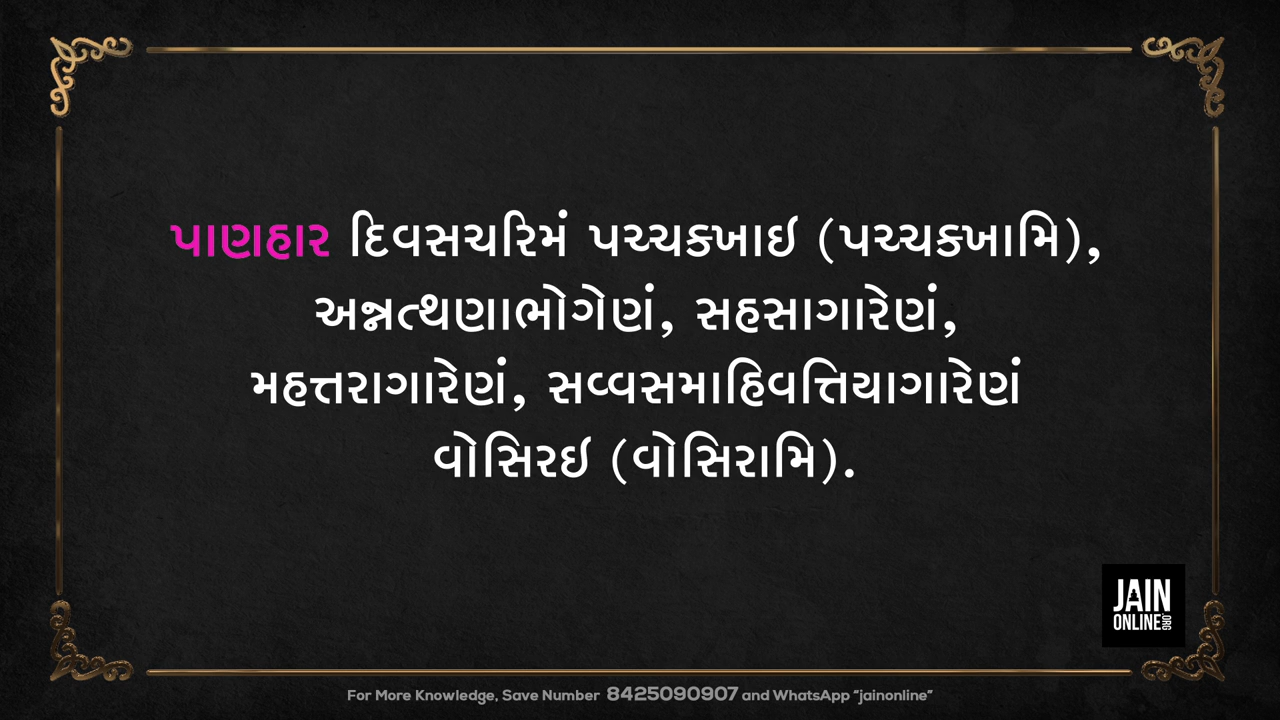 પાણહાર દિવસચરિમં પચ્ચક્ખાઇ (પચ્ચક્ખામિ),
અન્નત્થણાભોગેણં, સહસાગારેણં,
મહત્તરાગારેણં, સવ્વસમાહિવત્તિયાગારેણં
વોસિરઇ (વોસિરામિ).
JAIN
ONLINE.ORG
For More Knowledge, Save Number 8425090907 and WhatsApp “jainonline”